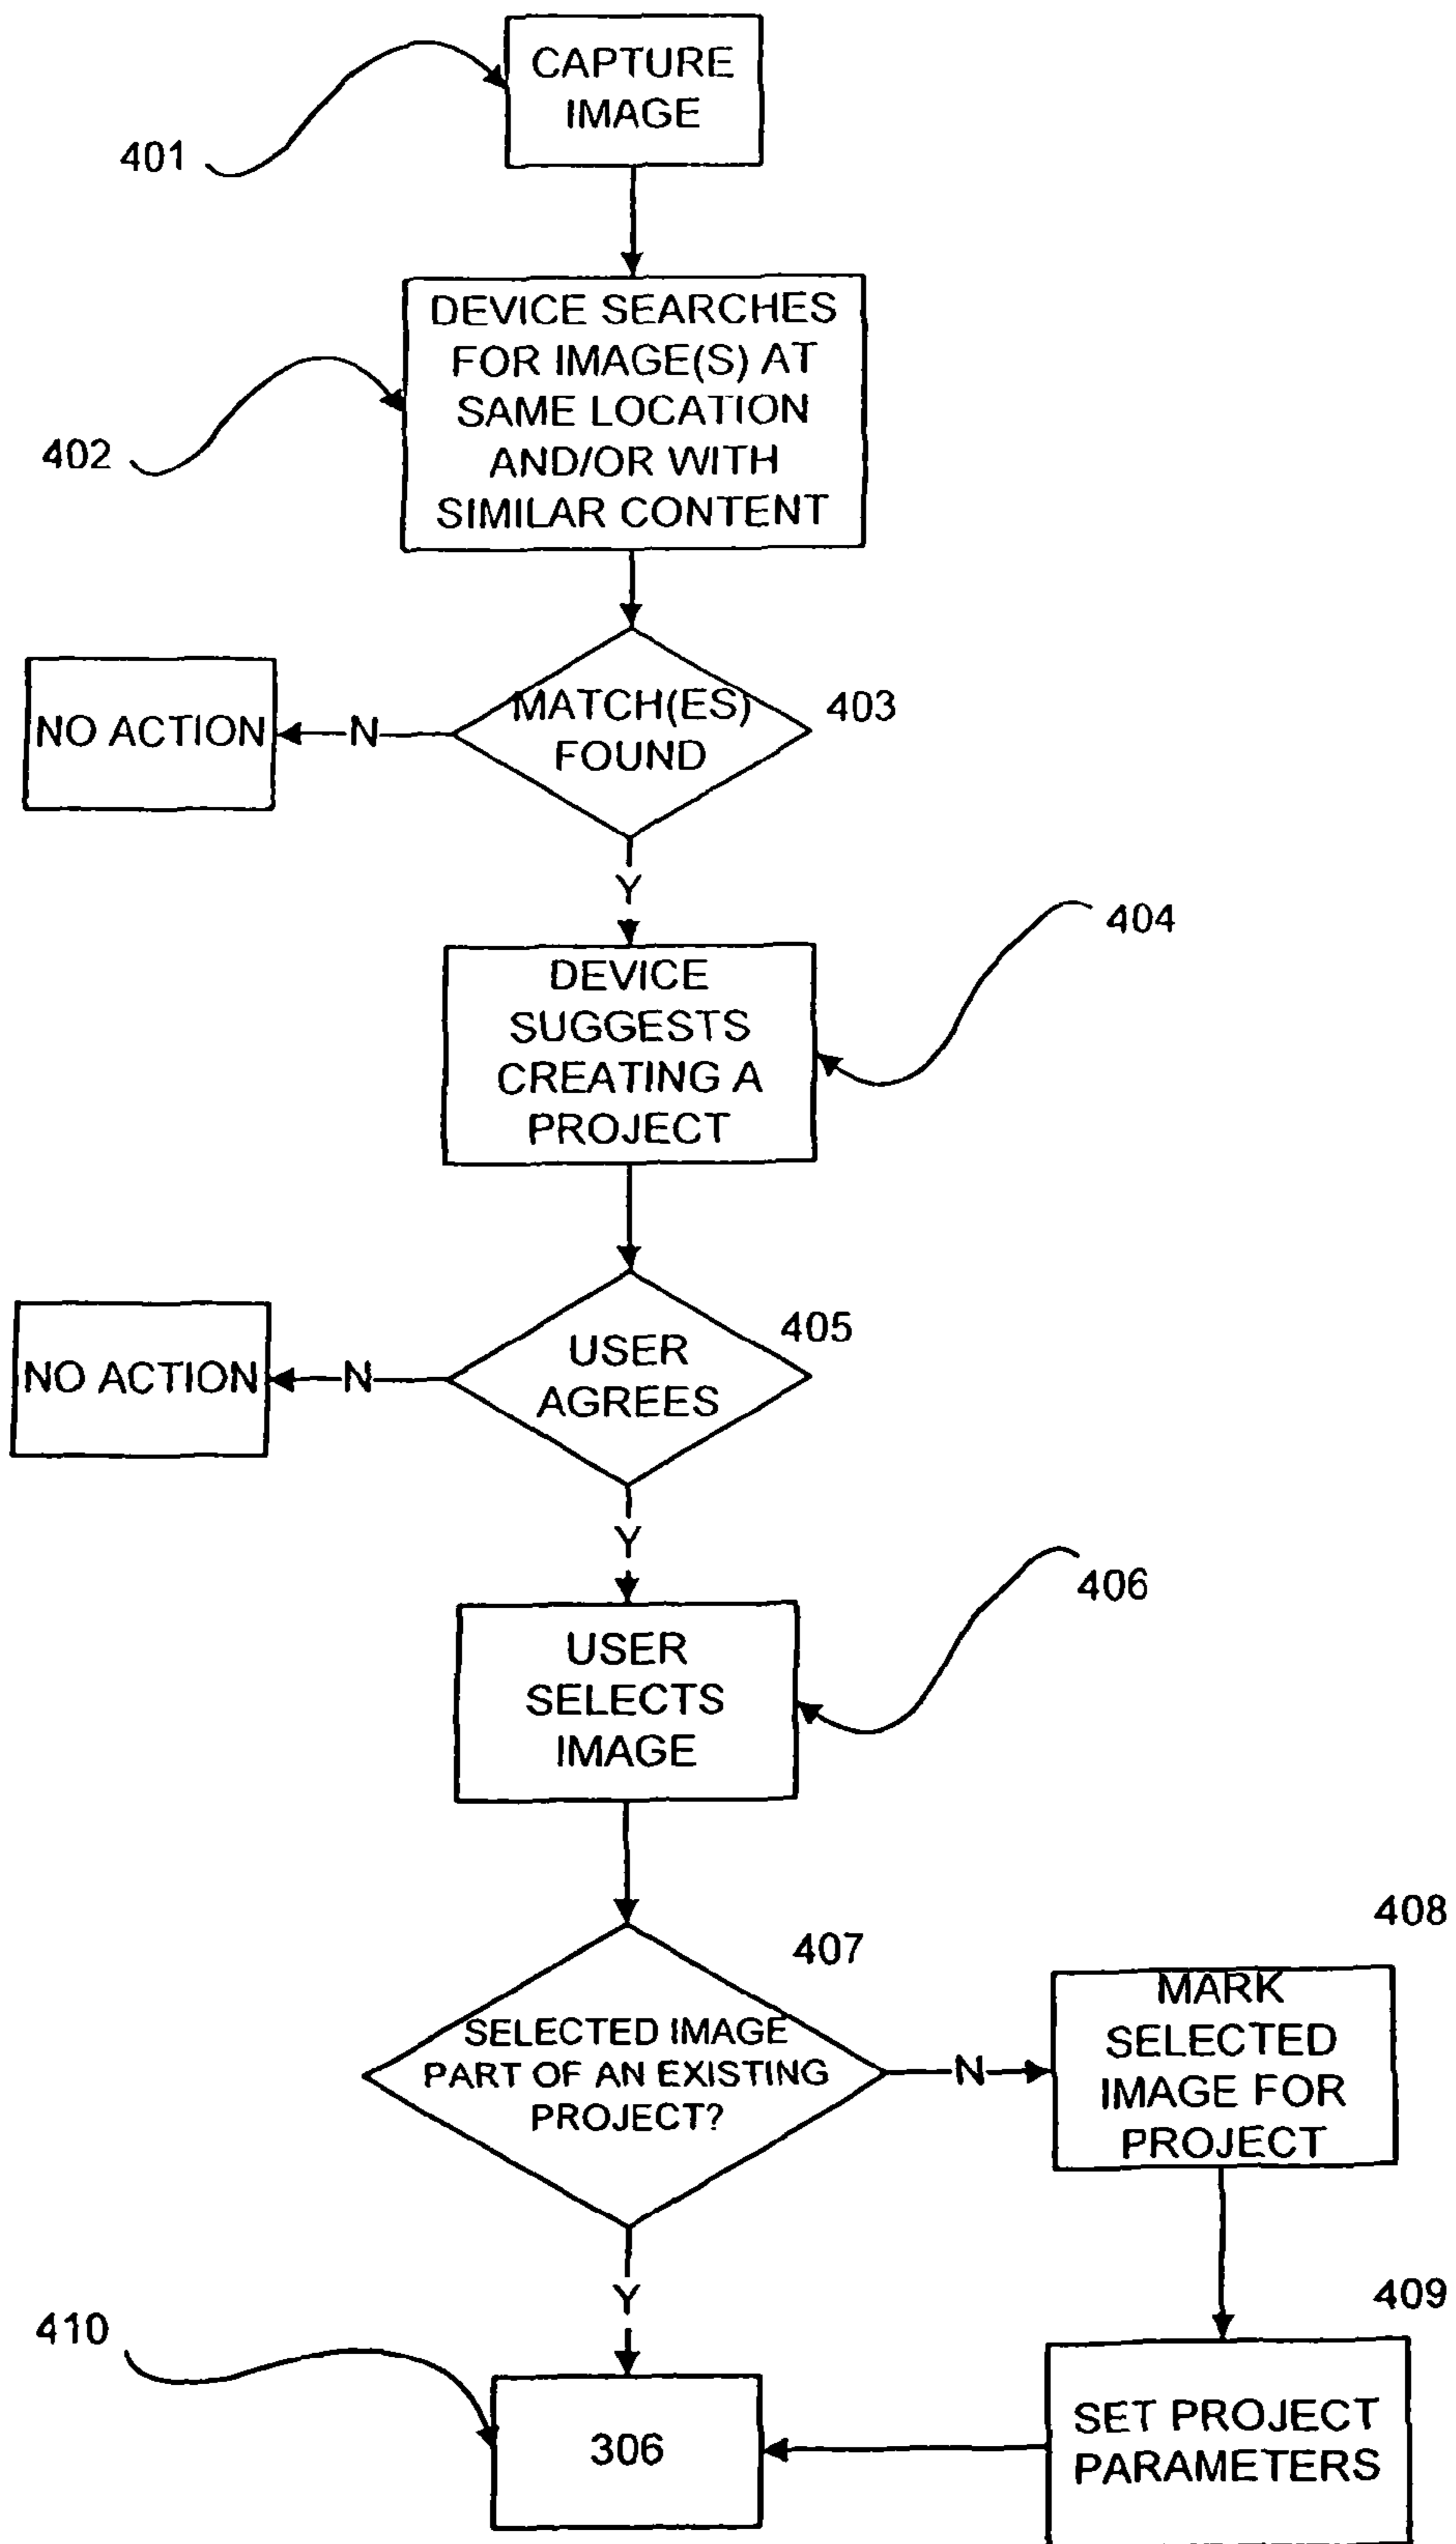 CAPTURE
IMAGE
401
DEVICE SEARCHES
FOR IMAGE(S) AT
SAME LOCATION
AND/OR WITH
SIMILAR CONTENT
402
MATCH(ES)
FOUND
403
N
NO ACTION
Y
404
DEVICE
SUGGESTS
CREATING A
PROJECT
405
USER
AGREES
N
NO ACTION
Y
406
USER
SELECTS
IMAGE
407
SELECTED IMAGE
PART OF AN EXISTING
PROJECT?
N
408
MARK
SELECTED
IMAGE FOR
PROJECT
Y
409
SET PROJECT
PARAMETERS
410
306